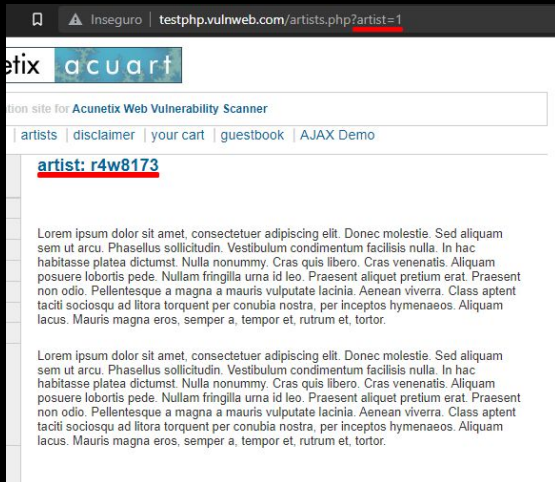 Inseguro | testphp.vulnweb.com/artists.php?artist=1
etix acuart
tion site for Acunetix Web Vulnerability Scanner
| artists | disclaimer | your cart | guestbook | AJAX Demo
artist: r4w8173
Lorem ipsum dolor sit amet, consectetuer adipiscing elit. Donec molestie. Sed aliquam
sem ut arcu. Phasellus sollicitudin. Vestibulum condimentum facilisis nulla. In hac
habitasse platea dictumst. Nulla nonummy. Cras quis libero. Cras venenatis. Aliquam
posuere lobortis pede. Nullam fringilla urna id leo. Praesent aliquet pretium erat. Praesent
non odio. Pellentesque a magna a mauris vulputate lacinia. Aenean viverra. Class aptent
taciti sociosqu ad litora torquent per conubia nostra, per inceptos hymenaeos. Aliquam
lacus. Mauris magna eros, semper a, tempor et, rutrum et, tortor.
Lorem ipsum dolor sit amet, consectetuer adipiscing elit. Donec molestie. Sed aliquam
sem ut arcu. Phasellus sollicitudin. Vestibulum condimentum facilisis nulla. In hac
habitasse platea dictumst. Nulla nonummy. Cras quis libero. Cras venenatis. Aliquam
posuere lobortis pede. Nullam fringilla urna id leo. Praesent aliquet pretium erat. Praesent
non odio. Pellentesque a magna a mauris vulputate lacinia. Aenean viverra. Class aptent
taciti sociosqu ad litora torquent per conubia nostra, per inceptos hymenaeos. Aliquam
lacus. Mauris magna eros, semper a, tempor et, rutrum et, tortor.